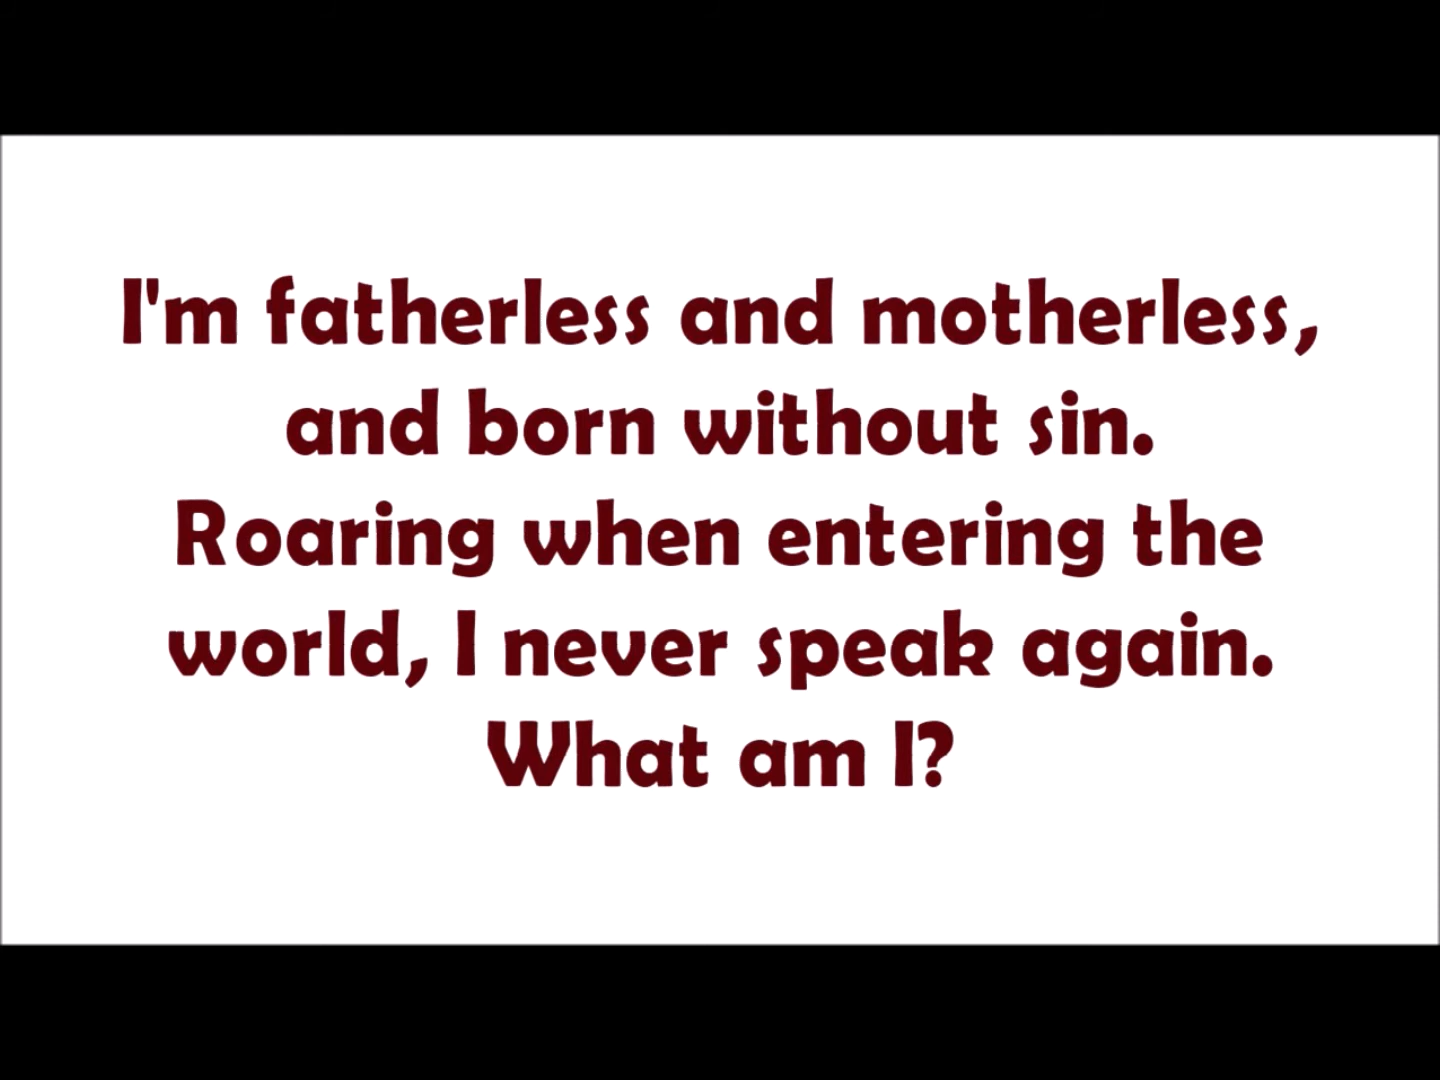 I'm fatherless and motherless,
and born without sin.
Roaring when entering the
world, I never speak again.
What am I?